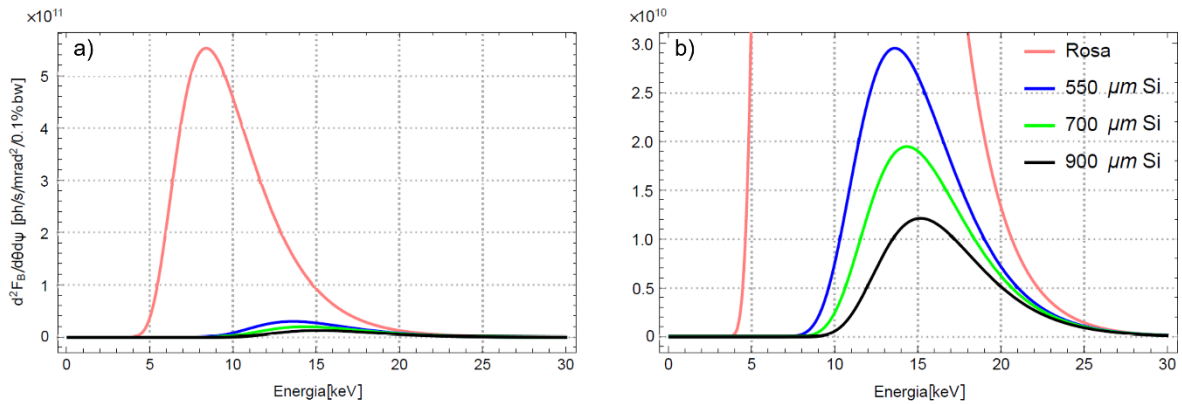 ×10¹¹
a)
5
4
3
2
1
0
0 5 10 15 20 25 30
Energia[keV]
d²F_B/dθdψ [ph/s/mrad²/0.1%bw]
×10¹⁰
b)
3.0
2.5
2.0
1.5
1.0
0.5
0
0 5 10 15 20 25 30
Energia[keV]
Rosa
550 μm Si
700 μm Si
900 μm Si